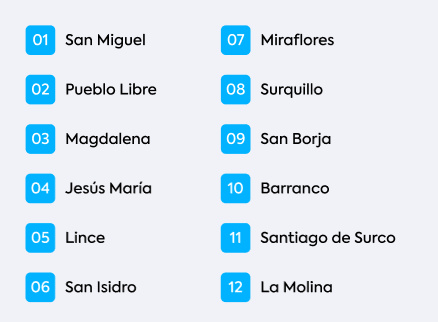 01 San Miguel
02 Pueblo Libre
03 Magdalena
04 Jesús María
05 Lince
06 San Isidro
07 Miraflores
08 Surquillo
09 San Borja
10 Barranco
11 Santiago de Surco
12 La Molina